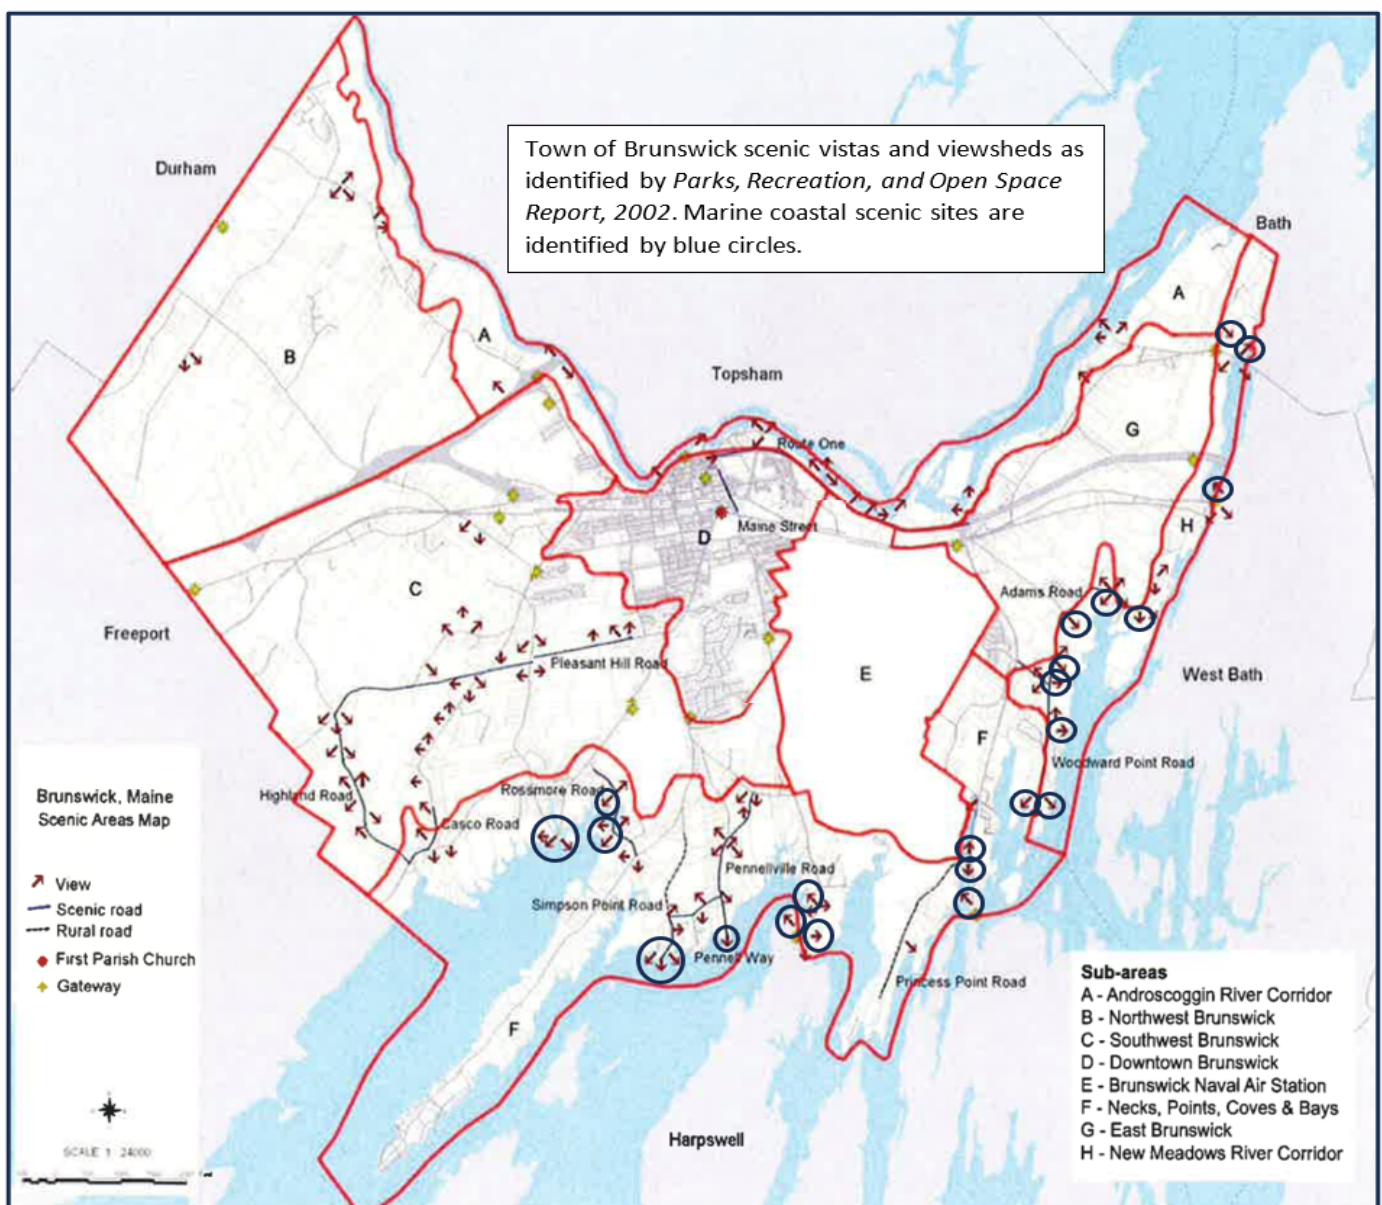 Town of Brunswick scenic vistas and viewsheds as
identified by Parks, Recreation, and Open Space
Report, 2002. Marine coastal scenic sites are
identified by blue circles.
Durham
Bath
A
A
B
Topsham
G
Route One
H
Maine Street
D
C
Adams Road
Freeport
Pleasant Hill Road
E
West Bath
F
Woodward Point Road
Highland Road
Rossmore Road
Casco Road
Pennellville Road
Simpson Point Road
Pennell Way
Princess Point Road
F
Harpswell
Brunswick, Maine
Scenic Areas Map
View
Scenic road
Rural road
First Parish Church
Gateway
SCALE 1 : 24000
Sub-areas
A - Androscoggin River Corridor
B - Northwest Brunswick
C - Southwest Brunswick
D - Downtown Brunswick
E - Brunswick Naval Air Station
F - Necks, Points, Coves & Bays
G - East Brunswick
H - New Meadows River Corridor